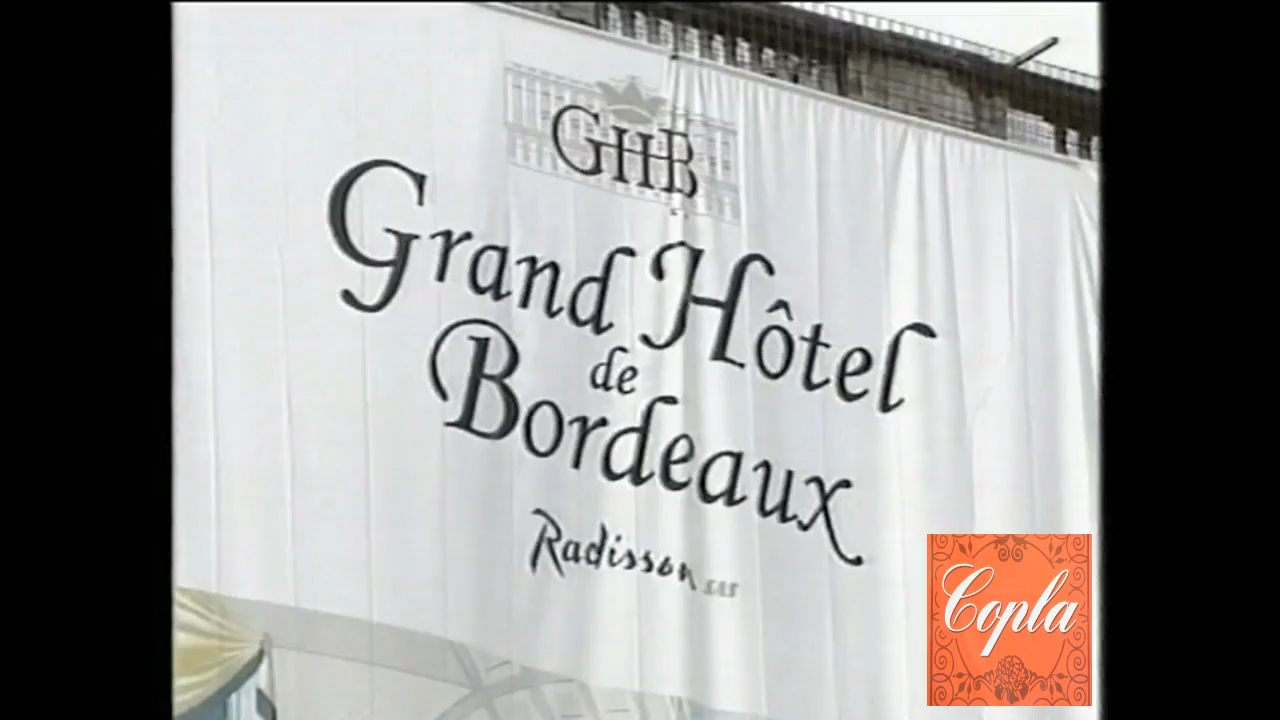 GHB
Grand Hôtel
de
Bordeaux
Radisson SAS
Copla